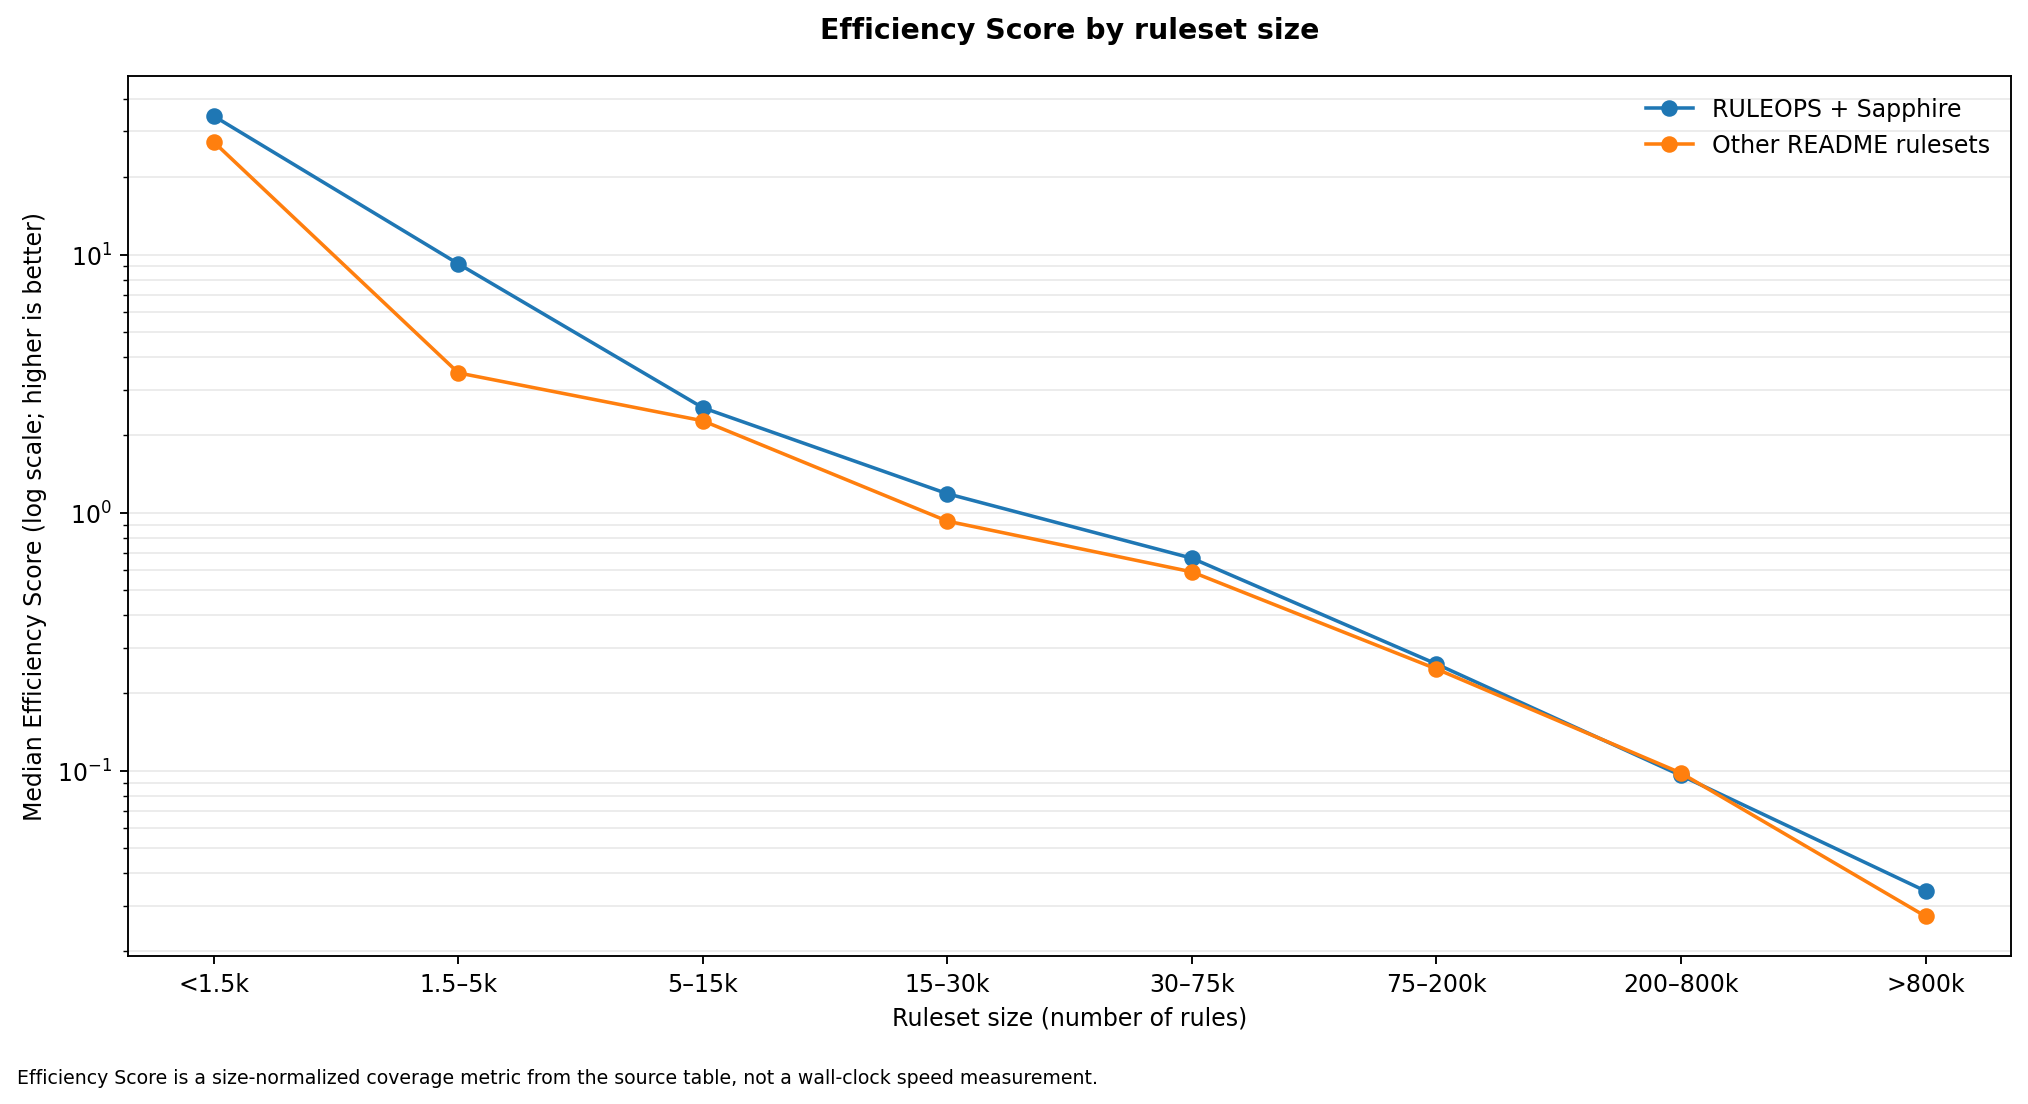 Efficiency Score by ruleset size
RULEOPS + Sapphire
Other README rulesets
Median Efficiency Score (log scale; higher is better)
10¹
10⁰
10⁻¹
<1.5k
1.5–5k
5–15k
15–30k
30–75k
75–200k
200–800k
>800k
Ruleset size (number of rules)
Efficiency Score is a size-normalized coverage metric from the source table, not a wall-clock speed measurement.